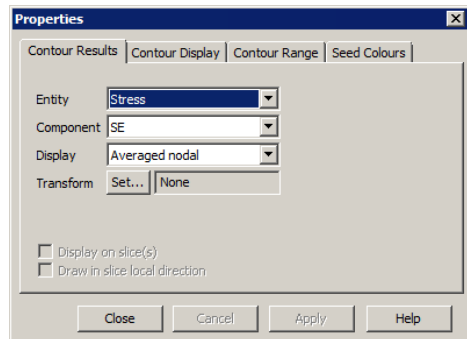 Properties
Contour Results Contour Display Contour Range Seed Colours
Entity Stress
Component SE
Display Averaged nodal
Transform Set... None
Display on slice(s)
Draw in slice local direction
Close Cancel Apply Help